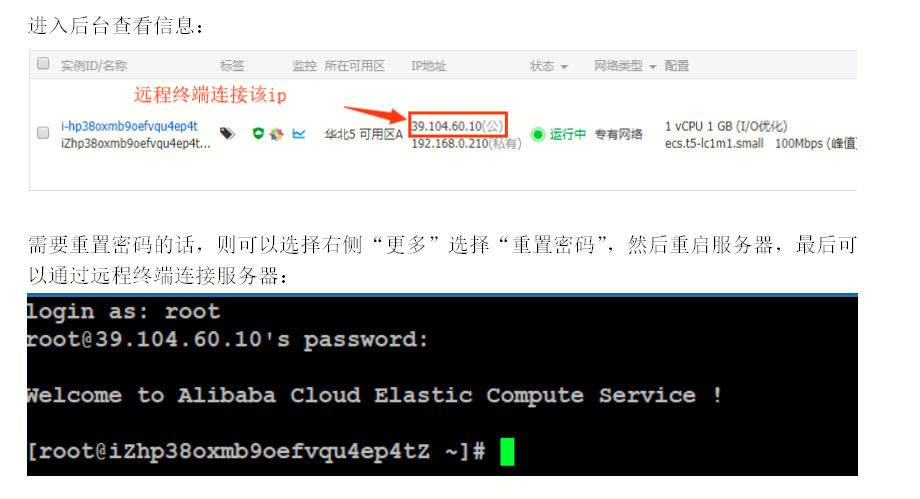 进入后台查看信息：
实例ID/名称 标签 监控 所在可用区 IP地址 状态 网络类型 配置
远程终端连接该ip
i-hp38oxmb9oefvqu4ep4t 39.104.60.10(公) 1 vCPU 1 GB (I/O优化)
华北5 可用区A 运行中 专有网络
iZhp38oxmb9oefvqu4ep4t... 192.168.0.210(私有) ecs.t5-lc1m1.small 100Mbps (峰值)
需要重置密码的话，则可以选择右侧“更多”选择“重置密码”，然后重启服务器，最后可
以通过远程终端连接服务器：
login as: root
root@39.104.60.10's password:
Welcome to Alibaba Cloud Elastic Compute Service !
[root@iZhp38oxmb9oefvqu4ep4tZ ~]#